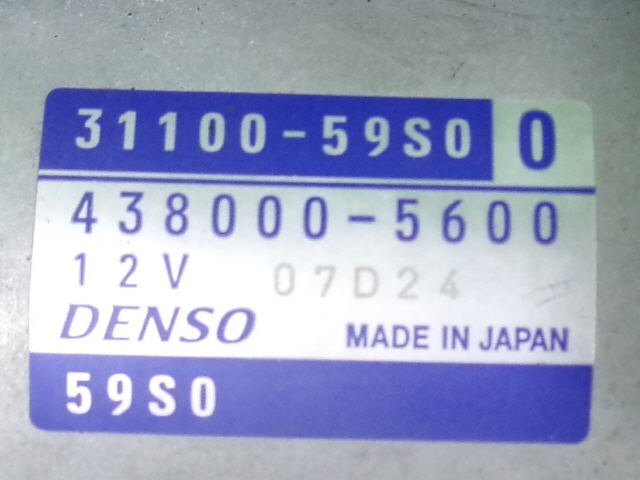 31100-59S0 0
438000-5600
12V 07D24
DENSO MADE IN JAPAN
59S0